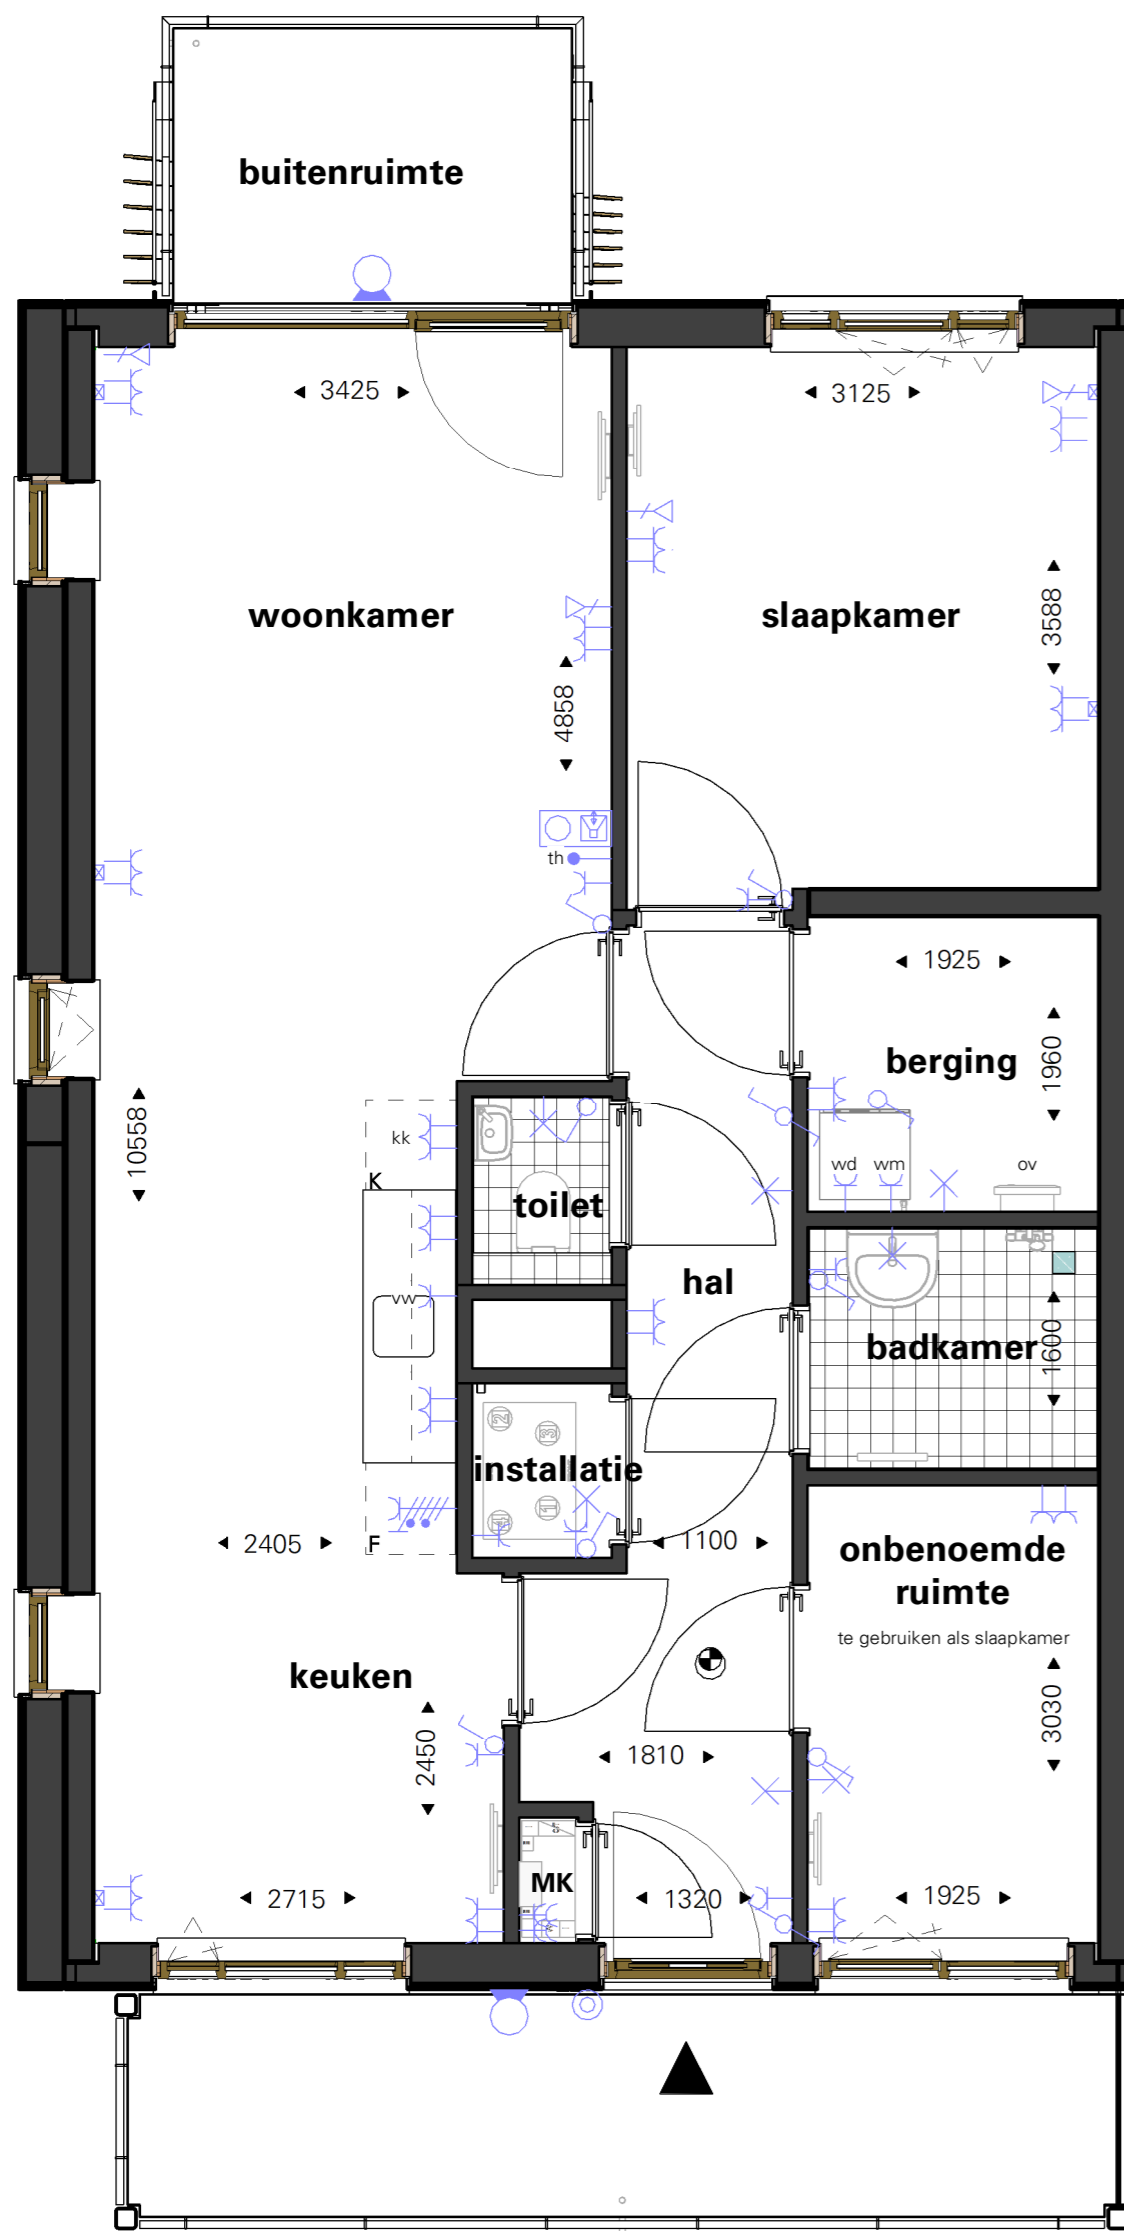 buitenruimte
3425
3125
woonkamer
slaapkamer
3588
4858
th
1925
berging
1960
10558
kk
K
toilet
wd
wm
ov
hal
vw
badkamer
1600
installatie
2405
F
1100
onbenoemde
ruimte
te gebruiken als slaapkamer
keuken
2450
1810
3030
MK
2715
1320
1925